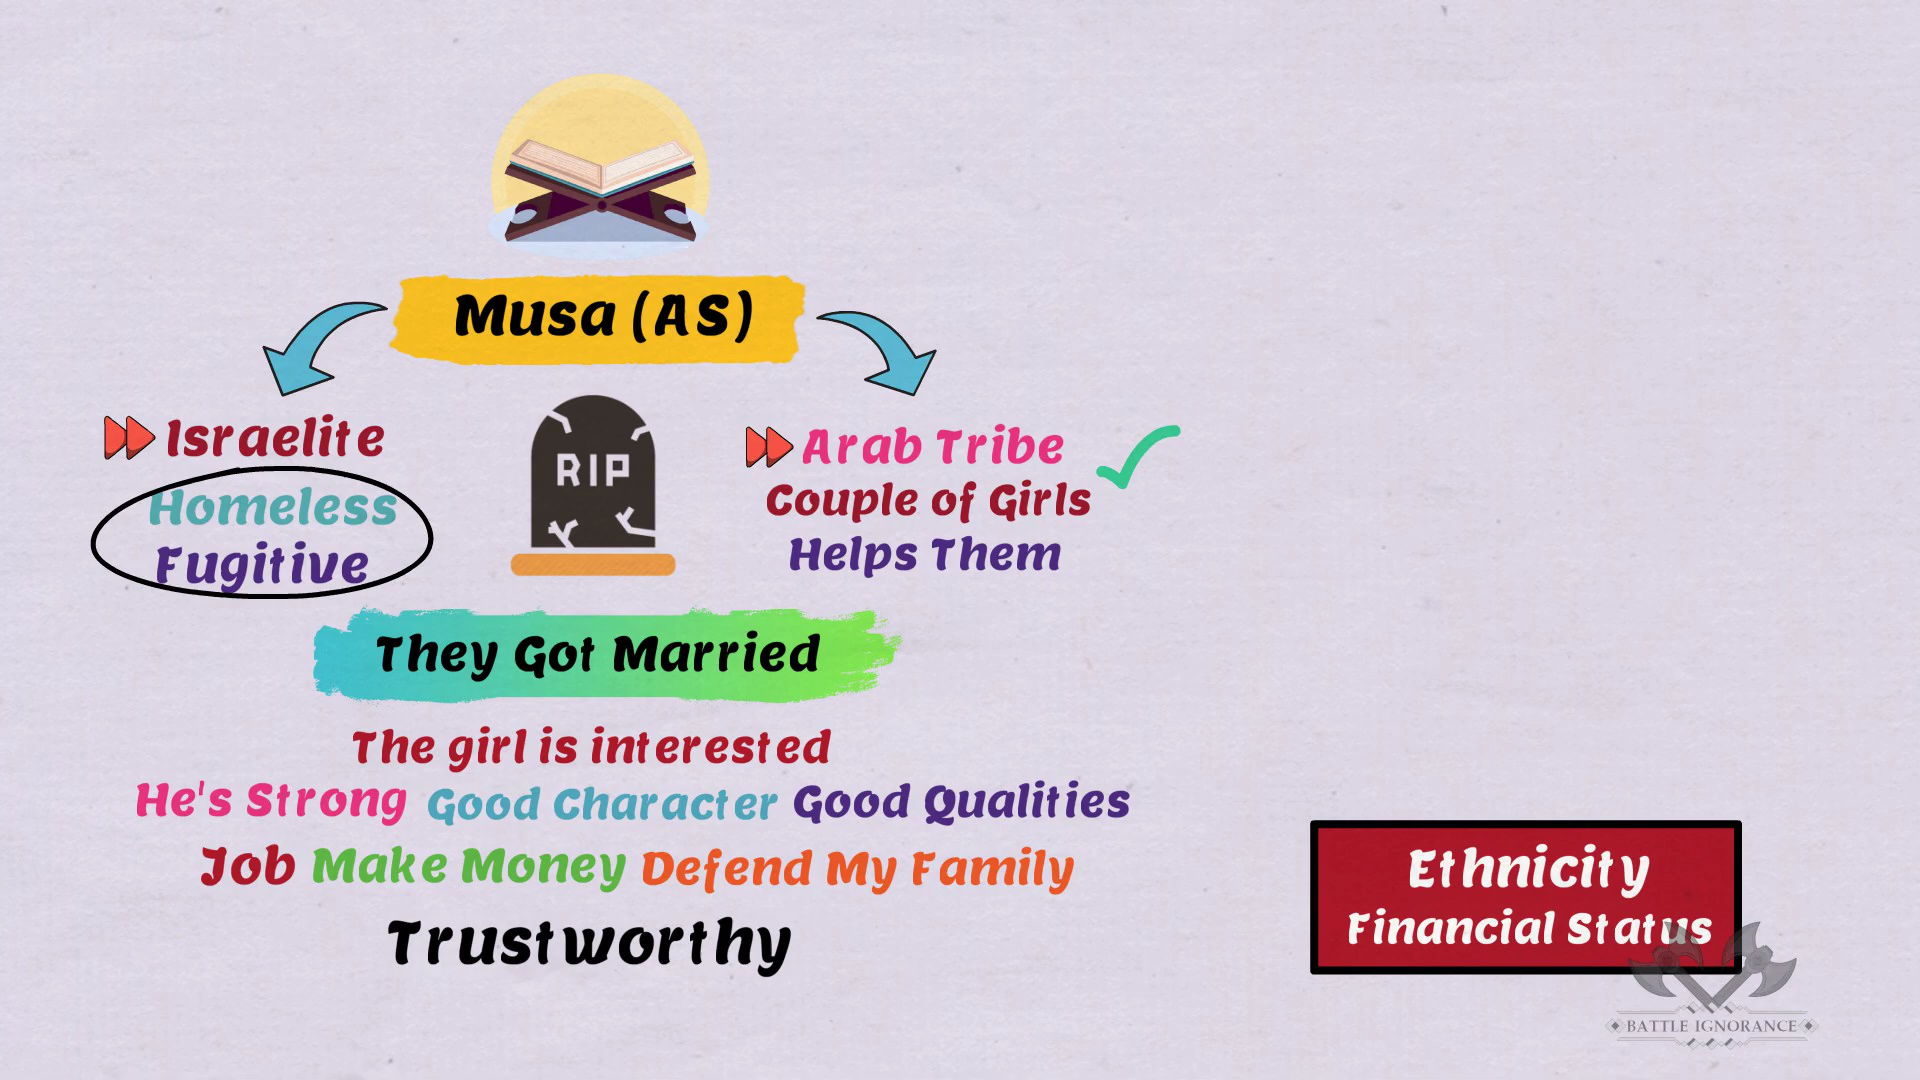 Musa (AS)
Israelite
Homeless
Fugitive
RIP
Arab Tribe
Couple of Girls
Helps Them
They Got Married
The girl is interested
He's Strong Good Character Good Qualities
Job Make Money Defend My Family
Trustworthy
Ethnicity
Financial Status
BATTLE IGNORANCE